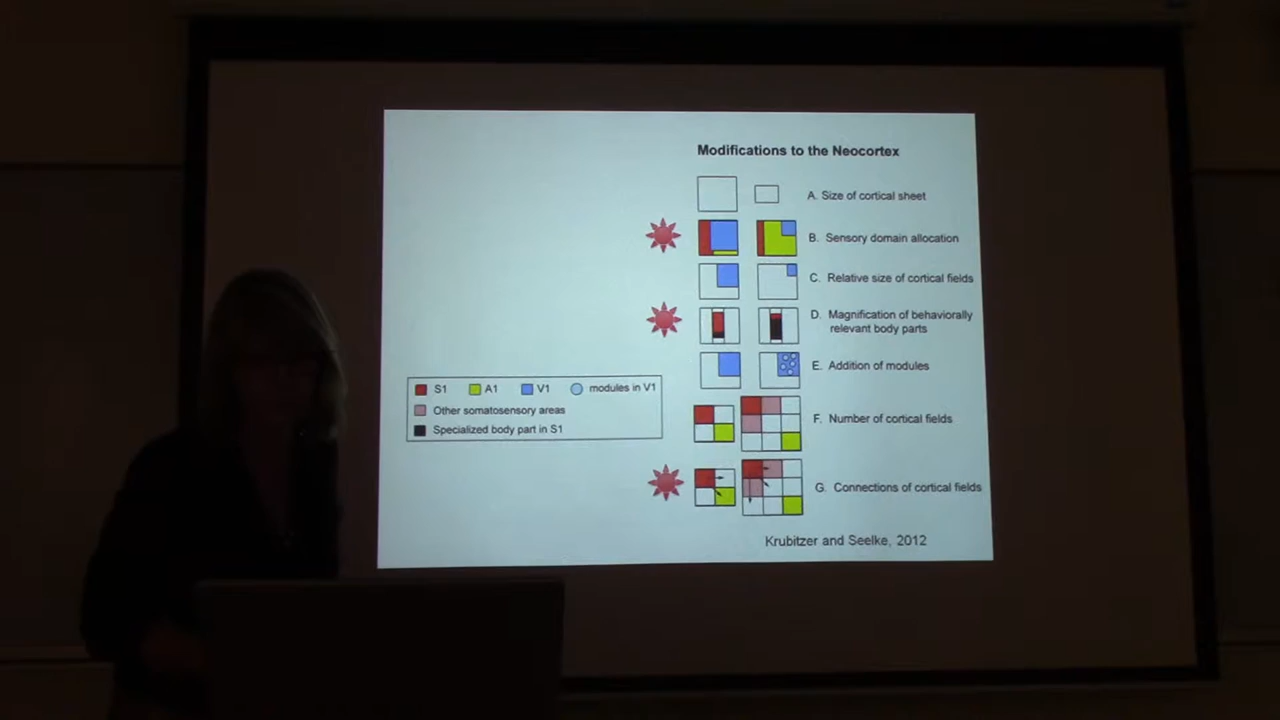 Modifications to the Neocortex
A. Size of cortical sheet
B. Sensory domain allocation
C. Relative size of cortical fields
D. Magnification of behaviorally
relevant body parts
E. Addition of modules
S1 A1 V1 modules in V1
Other somatosensory areas
Specialized body part in S1
F. Number of cortical fields
G. Connections of cortical fields
Krubitzer and Seelke, 2012